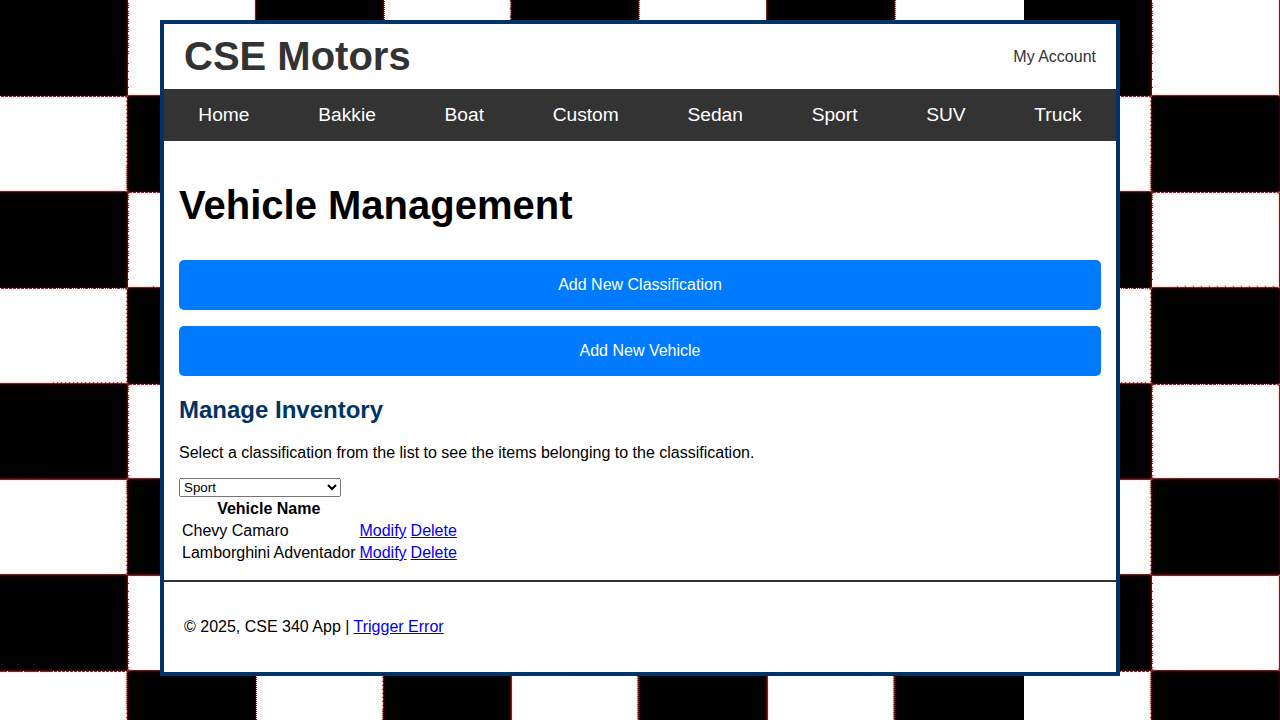 CSE Motors
My Account
Home Bakkie Boat Custom Sedan Sport SUV Truck
Vehicle Management
Add New Classification
Add New Vehicle
Manage Inventory
Select a classification from the list to see the items belonging to the classification.
Sport
Vehicle Name
Chevy Camaro Modify Delete
Lamborghini Adventador Modify Delete
© 2025, CSE 340 App | Trigger Error